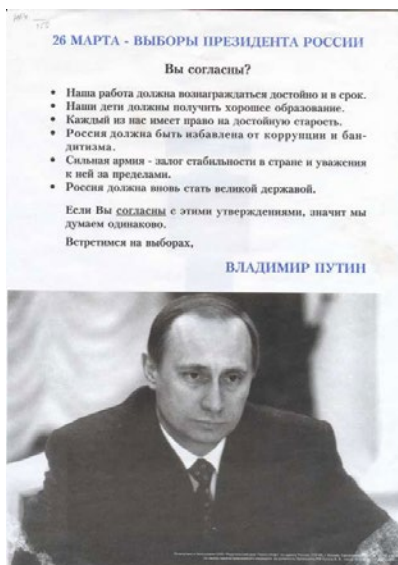 26 МАРТА - ВЫБОРЫ ПРЕЗИДЕНТА РОССИИ
Вы согласны?
• Наша работа должна вознаграждаться достойно и в срок.
• Наши дети должны получить хорошее образование.
• Каждый из нас имеет право на достойную старость.
• Россия должна быть избавлена от коррупции и бан-
дитизма.
• Сильная армия - залог стабильности в стране и уважения
к ней за пределами.
• Россия должна вновь стать великой державой.
Если Вы согласны с этими утверждениями, значит мы
думаем одинаково.
Встретимся на выборах,
ВЛАДИМИР ПУТИН